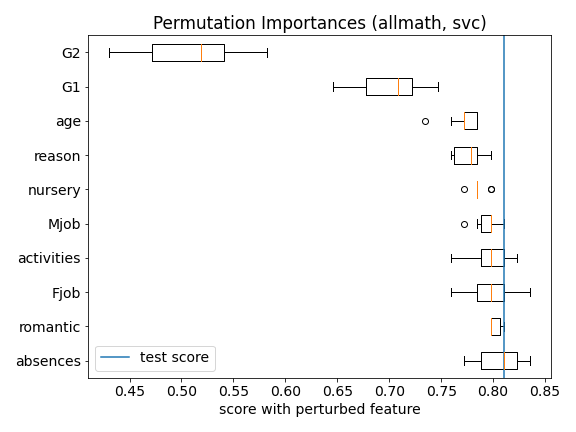 Permutation Importances (allmath, svc)
G2
G1
age
reason
nursery
Mjob
activities
Fjob
romantic
absences
test score
0.45 0.50 0.55 0.60 0.65 0.70 0.75 0.80 0.85
score with perturbed feature